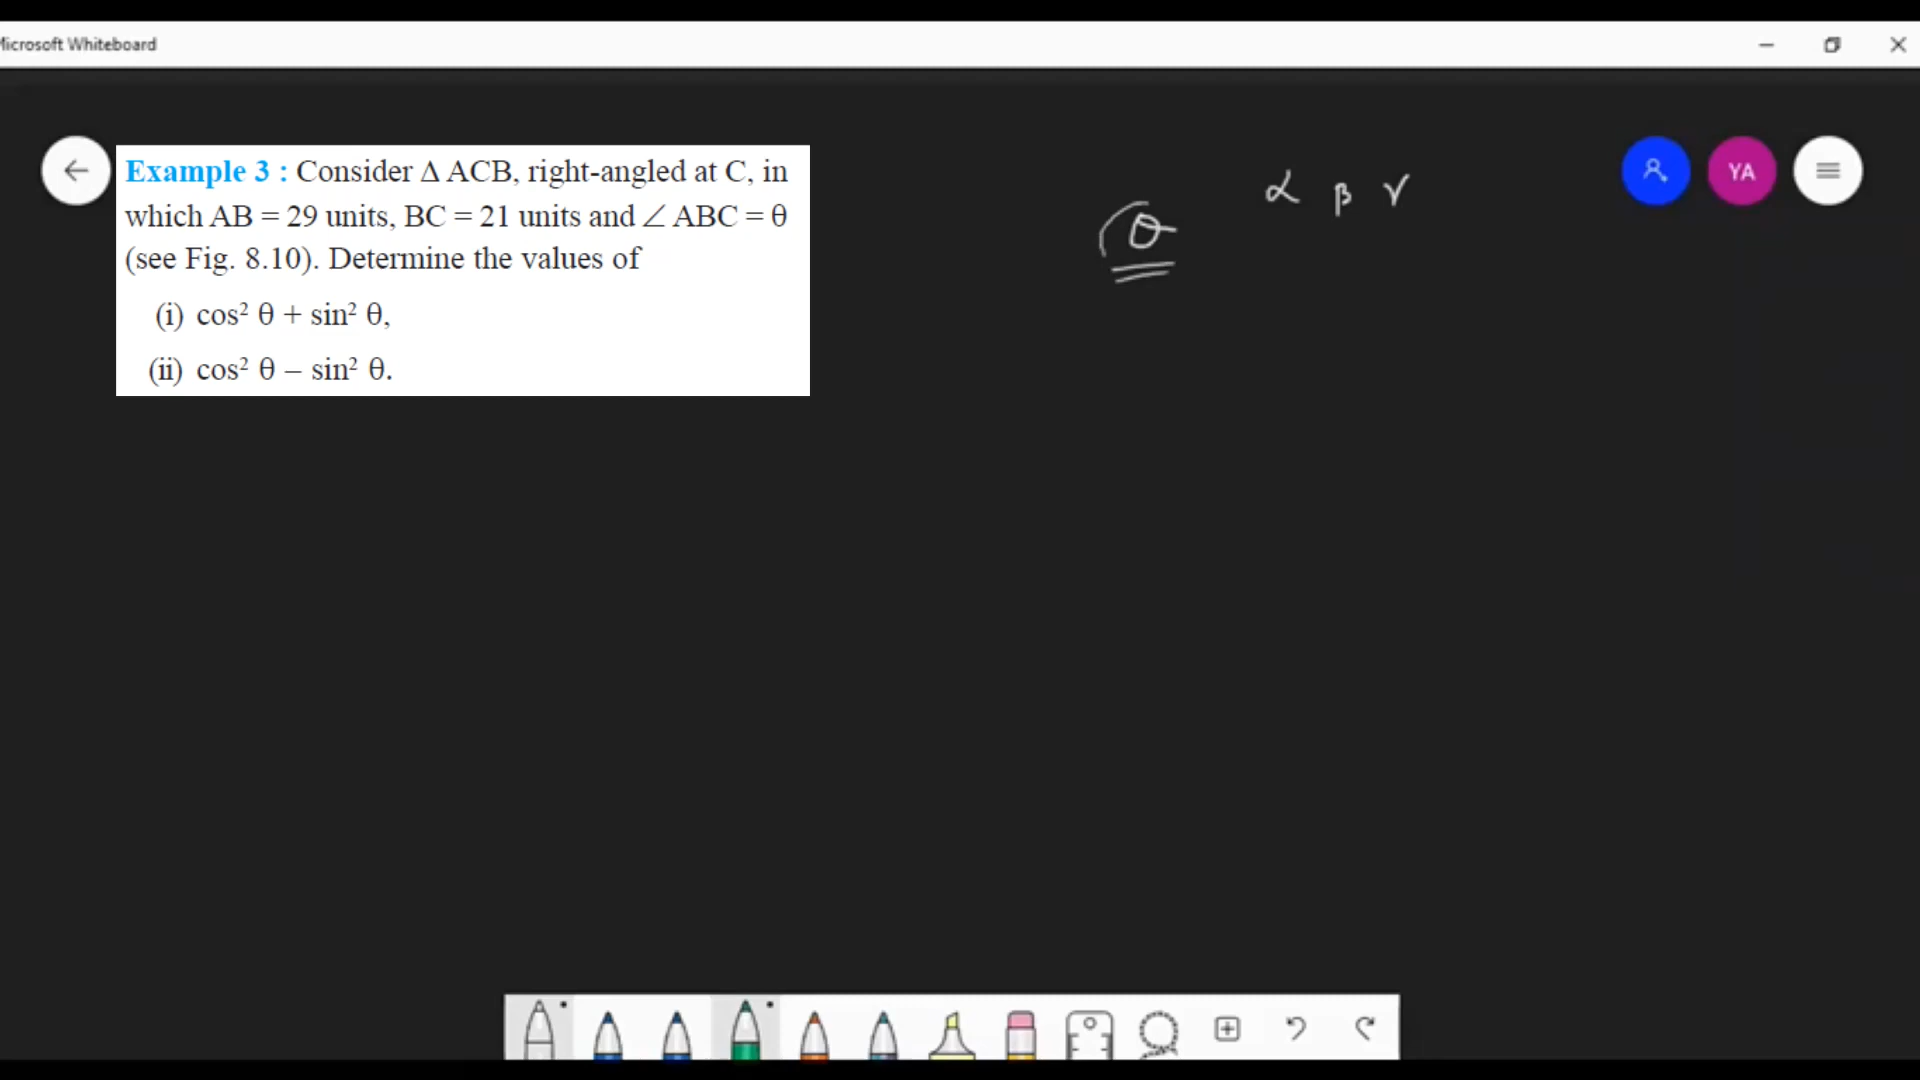 Microsoft Whiteboard
Example 3 : Consider Δ ACB, right-angled at C, in
which AB = 29 units, BC = 21 units and ∠ ABC = θ
(see Fig. 8.10). Determine the values of
(i) cos² θ + sin² θ,
(ii) cos² θ – sin² θ.
θ
α β γ
YA